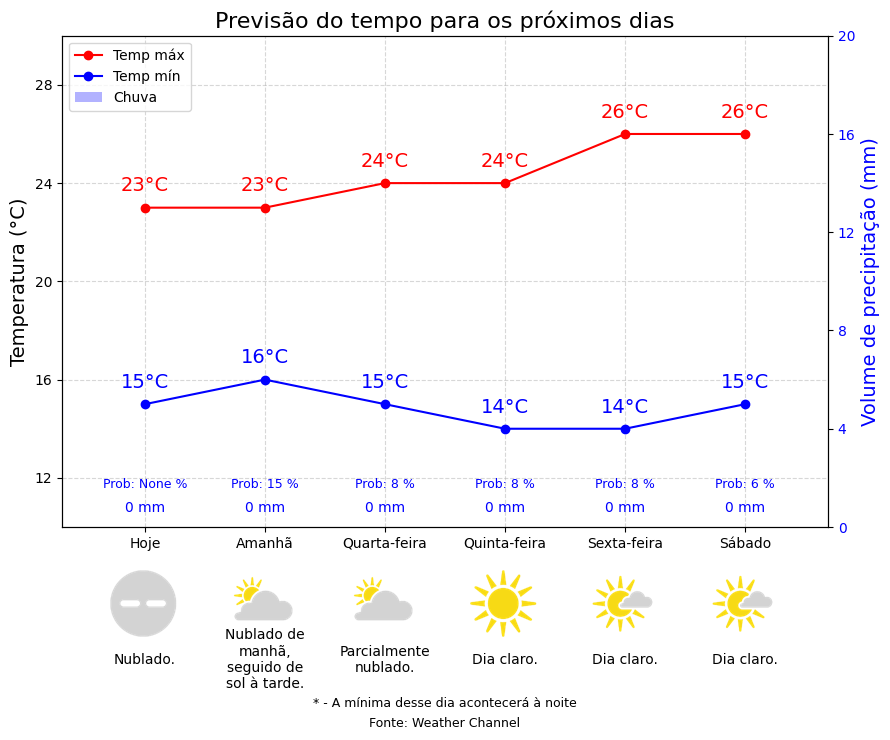 Previsão do tempo para os próximos dias
Temp máx
Temp mín
Chuva
Temperatura (°C)
28
24
20
16
12
Volume de precipitação (mm)
20
16
12
8
4
0
23°C 23°C 24°C 24°C 26°C 26°C
15°C 16°C 15°C 14°C 14°C 15°C
Prob: None % Prob: 15 % Prob: 8 % Prob: 8 % Prob: 8 % Prob: 6 %
0 mm 0 mm 0 mm 0 mm 0 mm 0 mm
Hoje Amanhã Quarta-feira Quinta-feira Sexta-feira Sábado
Nublado.
Nublado de
manhã,
seguido de
sol à tarde.
Parcialmente
nublado.
Dia claro.
Dia claro.
Dia claro.
* - A mínima desse dia acontecerá à noite
Fonte: Weather Channel